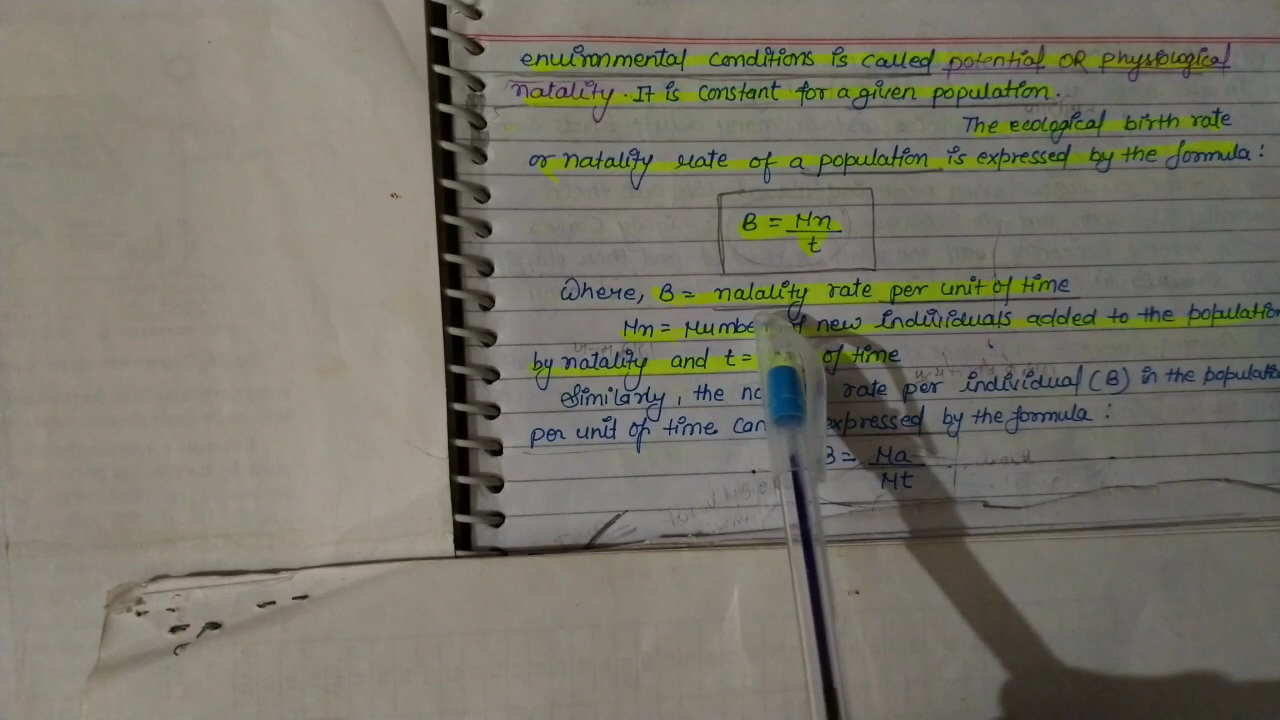 environmental conditions is called potential OR physiological
natality. It is constant for a given population.
The ecological birth rate
or natality rate of a population is expressed by the formula:
B = Nn
t
Where, B = natality rate per unit of time
Nn = Number of new individuals added to the population
by natality and t = of time
Similarly, the rate per individual (B) in the
per unit of time can expressed by the formula:
B = Na
Nt